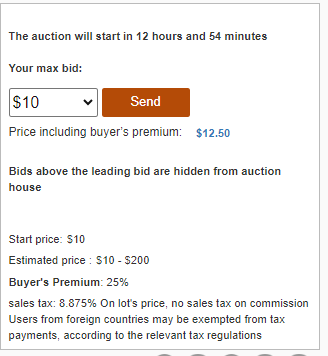 The auction will start in 12 hours and 54 minutes
Your max bid:
$10
Send
Price including buyer's premium: $12.50
Bids above the leading bid are hidden from auction
house
Start price: $10
Estimated price : $10 - $200
Buyer's Premium: 25%
sales tax: 8.875% On lot's price, no sales tax on commission
Users from foreign countries may be exempted from tax
payments, according to the relevant tax regulations